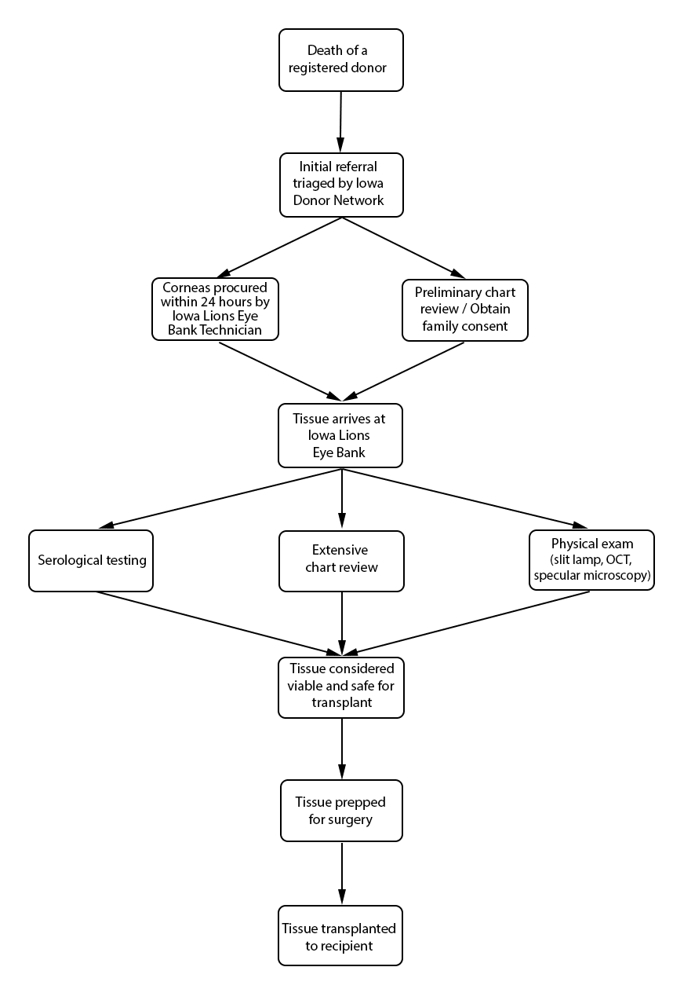 Death of a
registered donor
Initial referral
triaged by Iowa
Donor Network
Corneas procured
within 24 hours by
Iowa Lions Eye
Bank Technician
Preliminary chart
review / Obtain
family consent
Tissue arrives at
Iowa Lions
Eye Bank
Serological testing
Extensive
chart review
Physical exam
(slit lamp, OCT,
specular microscopy)
Tissue considered
viable and safe for
transplant
Tissue prepped
for surgery
Tissue transplanted
to recipient